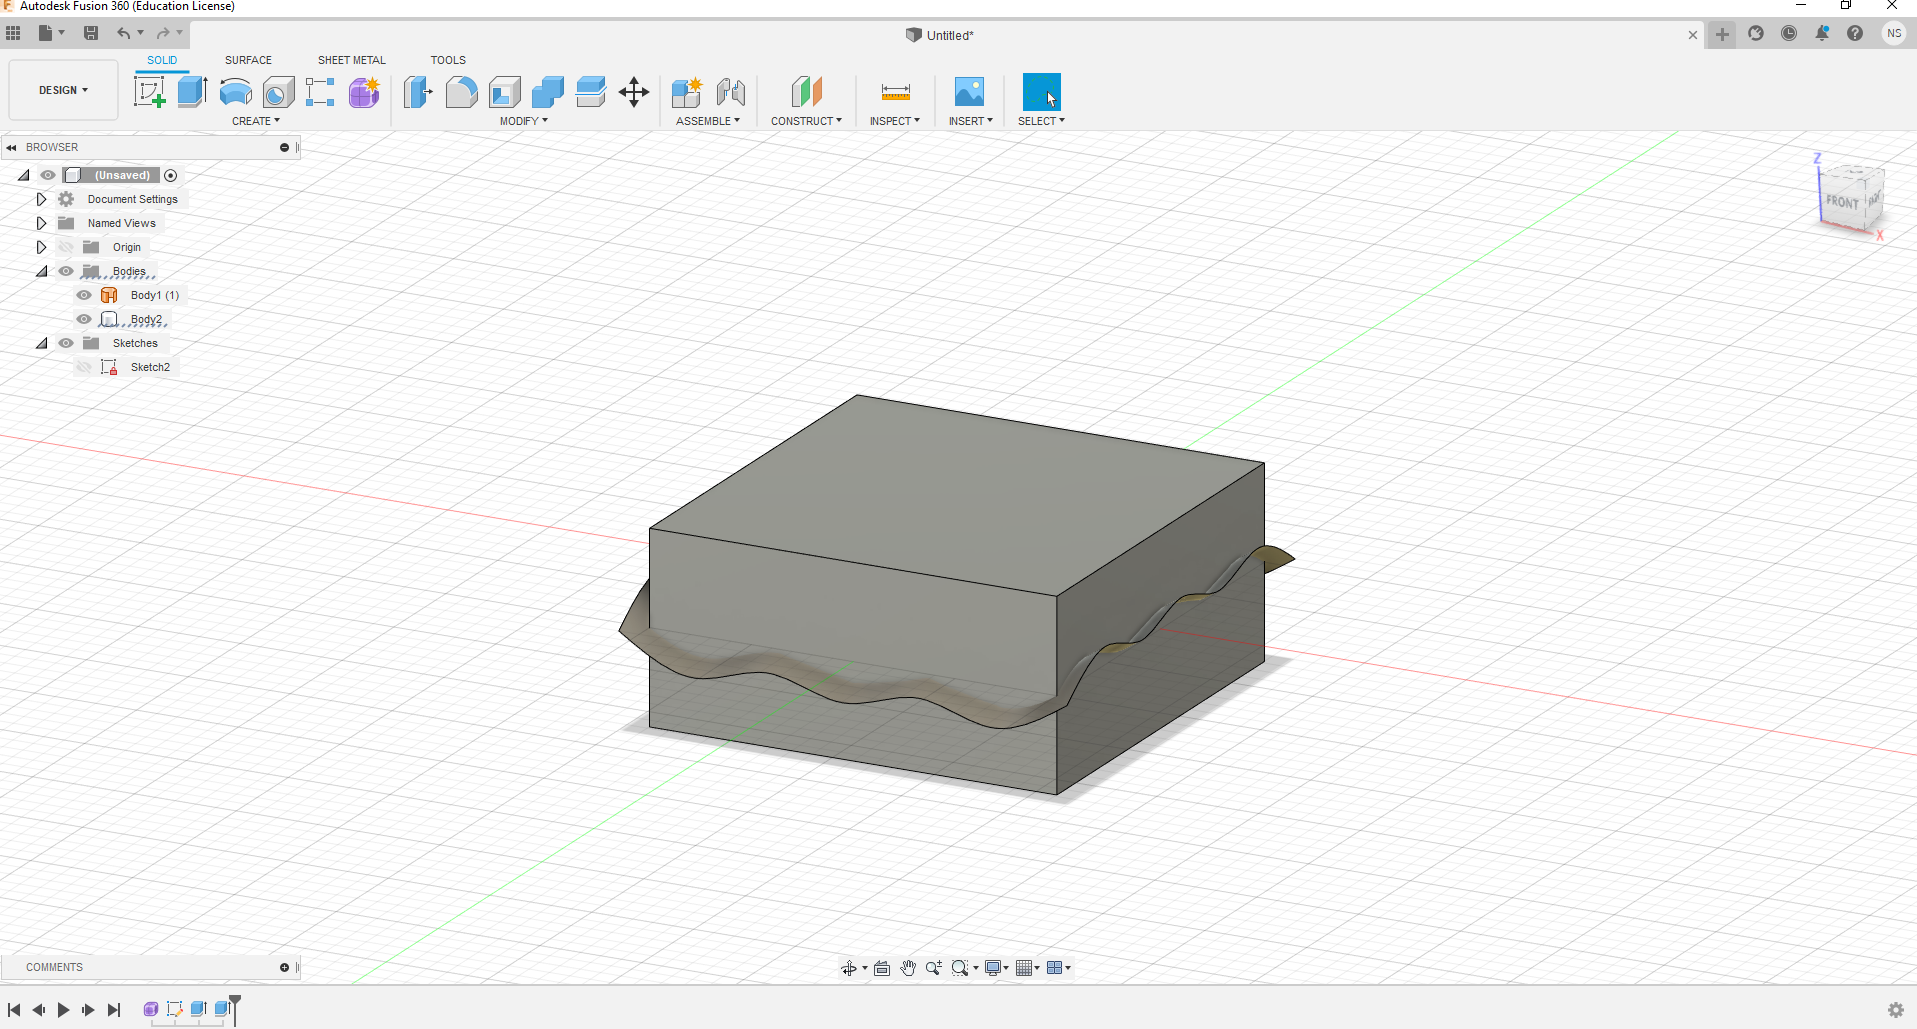 Autodesk Fusion 360 (Education License)
Untitled*
NS
DESIGN
SOLID
SURFACE
SHEET METAL
TOOLS
CREATE
MODIFY
ASSEMBLE
CONSTRUCT
INSPECT
INSERT
SELECT
BROWSER
(Unsaved)
Document Settings
Named Views
Origin
Bodies
Body1 (1)
Body2
Sketches
Sketch2
Z
FRONT
X
COMMENTS